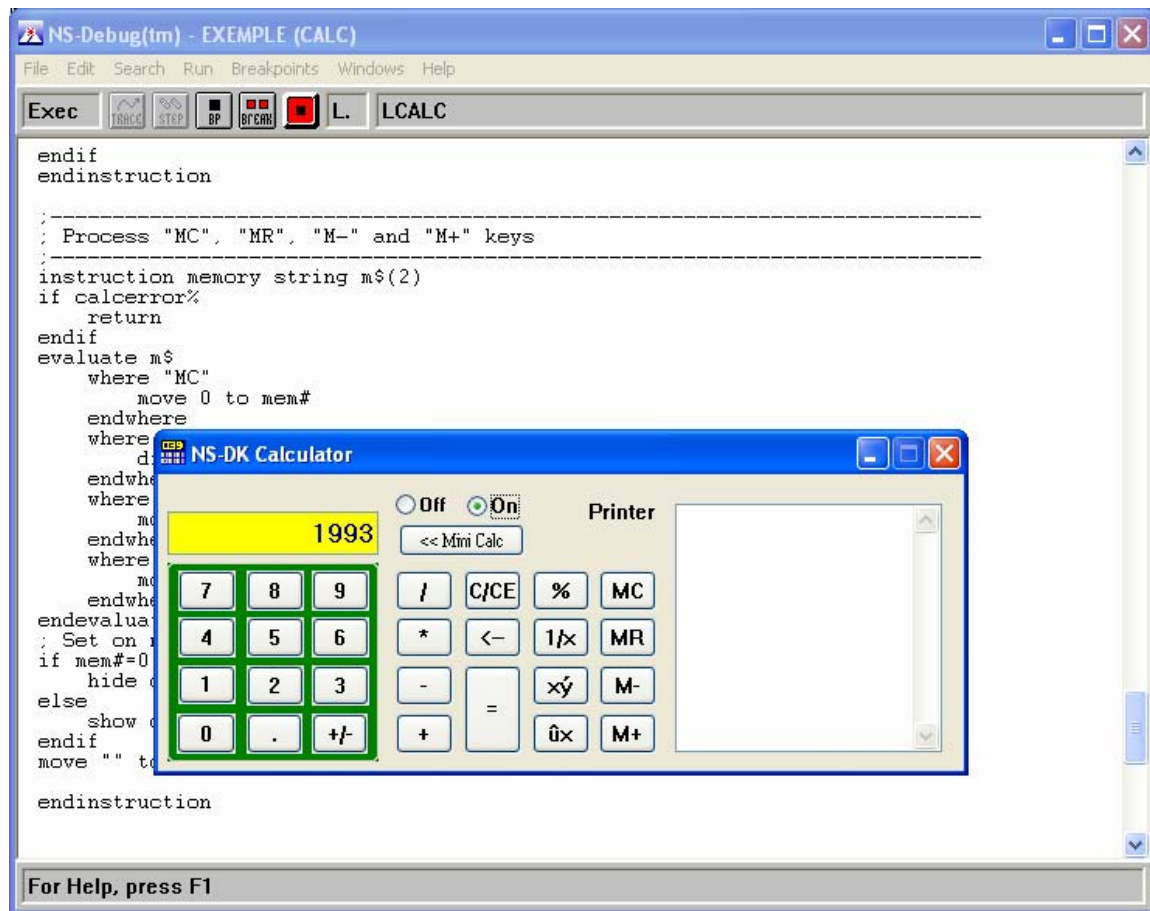 NS-Debug(tm) - EXEMPLE (CALC)
File Edit Search Run Breakpoints Windows Help
Exec TRACE STEP BP BREAK L. LCALC
endif
endinstruction
;---------------------------------------------------------------------------
; Process "MC", "MR", "M-" and "M+" keys
;---------------------------------------------------------------------------
instruction memory string m$(2)
if calcerror%
return
endif
evaluate m$
where "MC"
move 0 to mem#
endwhere
where
endwhe
where
endwhe
where
endwhe
endevalua
; Set on
if mem#=0
hide
else
show
endif
move "" to
endinstruction
NS-DK Calculator
1993
Off On
<< Mini Calc
Printer
7 8 9 / C/CE % MC
4 5 6 * <- 1/x MR
1 2 3 - = xý M-
0 . +/- + ûx M+
For Help, press F1